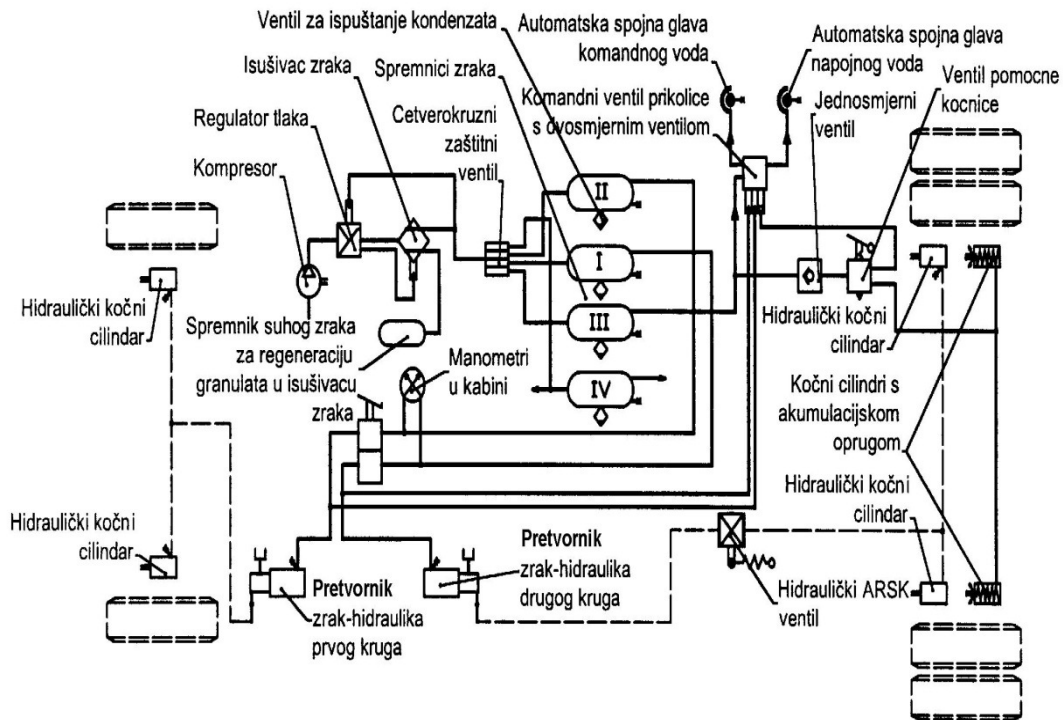 Ventil za ispuštanje kondenzata
Isušivac zraka
Regulator tlaka
Kompresor
Spremnici zraka
Cetverokruzni
zaštitni
ventil
Automatska spojna glava
komandnog voda
Automatska spojna glava
napojnog voda
Komandni ventil prikolice
s dvosmjernim ventilom
Jednosmjerni
ventil
Ventil pomocne
kocnice
II
I
III
IV
Hidraulički kočni
cilindar
Spremnik suhog zraka
za regeneraciju
granulata u isušivacu
zraka
Manometri
u kabini
Hidraulički kočni
cilindar
Kočni cilindri s
akumulacijskom
oprugom
Hidraulički kočni
cilindar
Hidraulički kočni
cilindar
Pretvornik
zrak-hidraulika
prvog kruga
Pretvornik
zrak-hidraulika
drugog kruga
Hidraulički ARSK
ventil